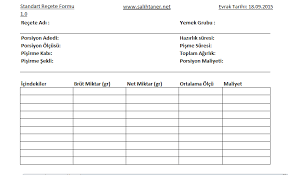 Standart Reçete Formu www.salihtaner.net Evrak Tarihi: 18.09.2015
1.0
Reçete Adı: Yemek Grubu :
Porsiyon Adedi: Hazırlık süresi:
Porsiyon Ölçüsü: Pişme Süresi:
Pişirme Kabı: Toplam Ağırlık:
Pişirme Şekli: Porsiyon Maliyeti:
İçindekiler Brüt Miktar (gr) Net Miktar (gr) Ortalama Ölçü Maliyet